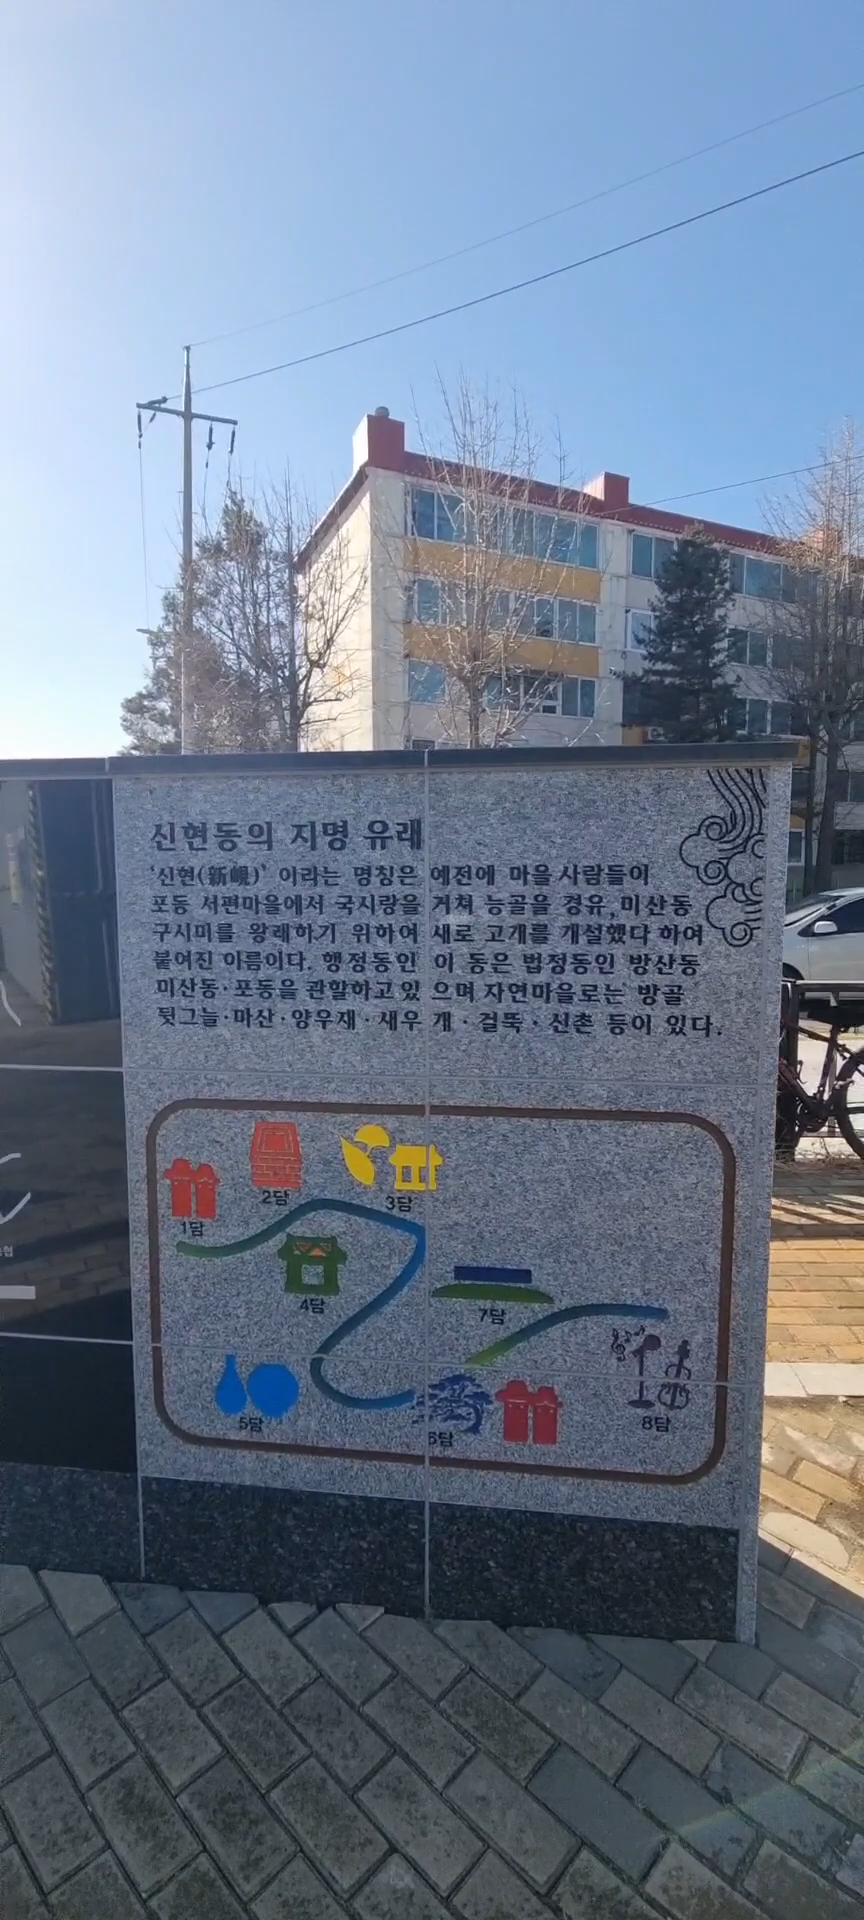 신현동의 지명 유래
'신현(新峴)' 이라는 명칭은 예전에 마을 사람들이
포동 서편마을에서 국시랑을 거쳐 능골을 경유,미산동
구시미를 왕래하기 위하여 새로 고개를 개설했다 하여
붙여진 이름이다. 행정동인 이 동은 법정동인 방산동
미산동·포동을 관할하고있으며 자연마을로는 방골
뒷그늘·마산·양우재·새우개·걸뚝·신촌 등이 있다.
1담
2담
3담
4담
7담
5담
6담
8담